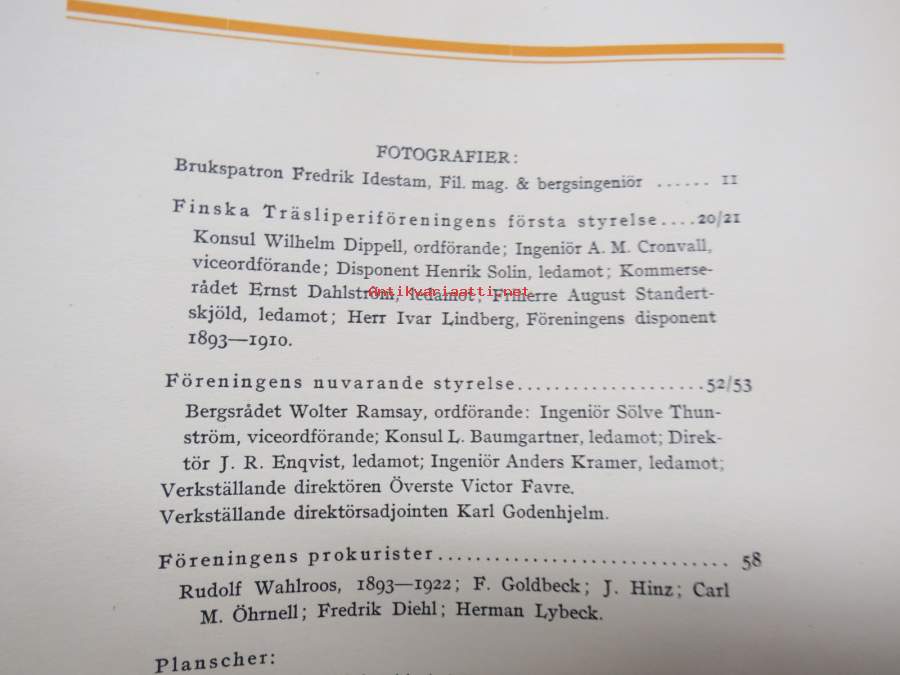 FOTOGRAFIER:
Brukspatron Fredrik Idestam, Fil. mag. & bergsingeniör ...... 11
Finska Träsliperiföreningens första styrelse....20/21
Konsul Wilhelm Dippell, ordförande; Ingeniör A. M. Cronvall,
viceordförande; Disponent Henrik Solin, ledamot; Kommerse-
rådet Ernst Dahlström, ledamot; Friherre August Standert-
Antikvariaatti.net
skjöld, ledamot; Herr Ivar Lindberg, Föreningens disponent
1893—1910.
Föreningens nuvarande styrelse.....................52/53
Bergsrådet Wolter Ramsay, ordförande: Ingeniör Sölve Thun-
ström, viceordförande; Konsul L. Baumgartner, ledamot; Direk-
tör J. R. Enqvist, ledamot; Ingeniör Anders Kramer, ledamot;
Verkställande direktören Överste Victor Favre.
Verkställande direktörsadjointen Karl Godenhjelm.
Föreningens prokurister.............................. 58
Rudolf Wahlroos, 1893—1922; F. Goldbeck; J. Hinz; Carl
M. Öhrnell; Fredrik Diehl; Herman Lybeck.
Planscher: